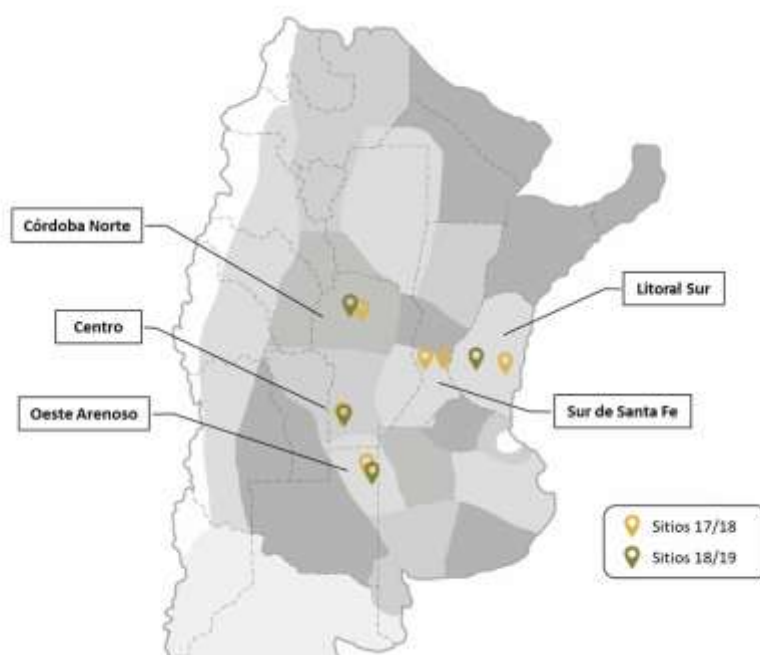 Córdoba Norte
Litoral Sur
Centro
Oeste Arenoso
Sur de Santa Fe
Sitios 17/18
Sitios 18/19